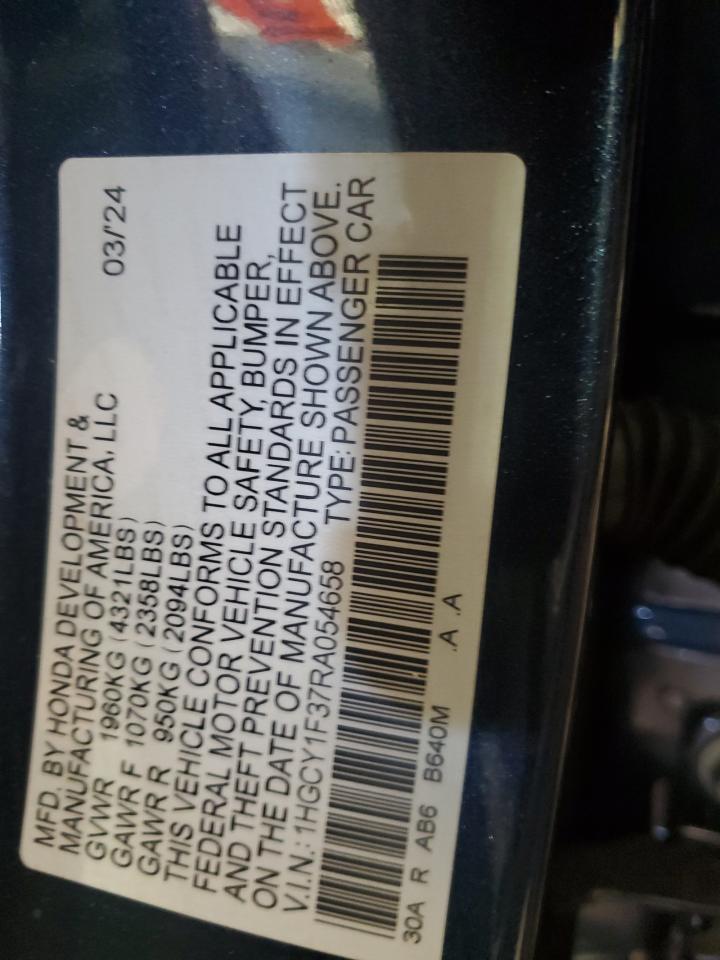 MFD. BY HONDA DEVELOPMENT & 03/'24
MANUFACTURING OF AMERICA, LLC
GVWR 1960KG (4321LBS)
GAWR F 1070KG (2358LBS)
GAWR R 950KG (2094LBS)
THIS VEHICLE CONFORMS TO ALL APPLICABLE
FEDERAL MOTOR VEHICLE SAFETY, BUMPER,
AND THEFT PREVENTION STANDARDS IN EFFECT
ON THE DATE OF MANUFACTURE SHOWN ABOVE.
V.I.N.: 1HGCY1F37RA054658 TYPE: PASSENGER CAR
30A R AB6 B640M .A .A